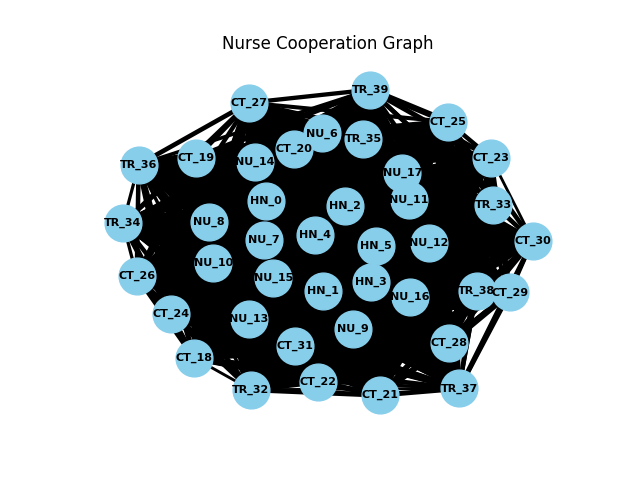 Nurse Cooperation Graph
TR_39
CT_27
CT_25
NU_6
TR_35
CT_20
CT_19
NU_14
CT_23
TR_36
NU_17
HN_0
NU_11
HN_2
TR_33
NU_8
TR_34
HN_4
NU_7
CT_30
NU_12
HN_5
NU_10
CT_26
NU_15
HN_3
HN_1
TR_38
CT_29
NU_16
CT_24
NU_13
NU_9
CT_28
CT_31
CT_18
CT_22
TR_37
TR_32
CT_21